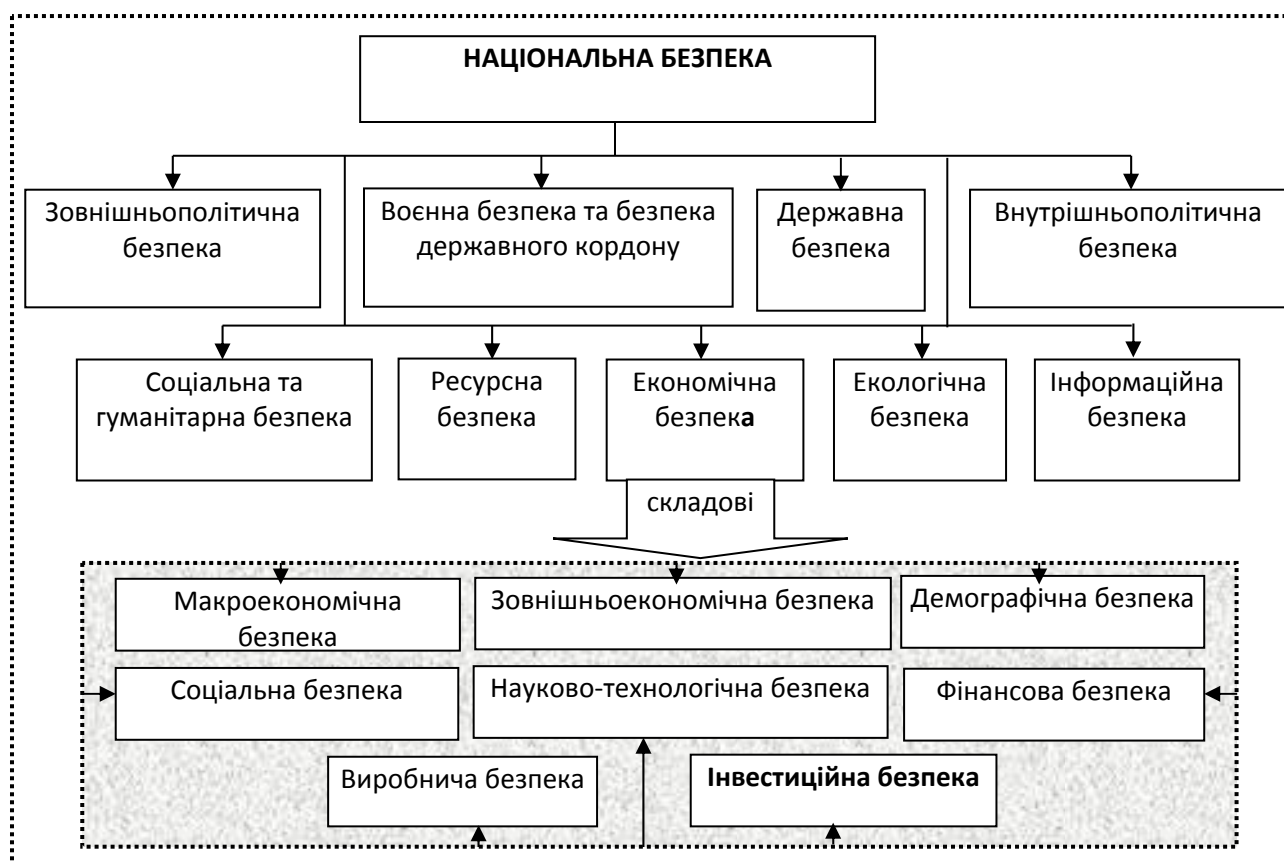 НАЦІОНАЛЬНА БЕЗПЕКА
Зовнішньополітична
безпека
Воєнна безпека та безпека
державного кордону
Державна
безпека
Внутрішньополітична
безпека
Соціальна та
гуманітарна безпека
Ресурсна
безпека
Економічна
безпека
Екологічна
безпека
Інформаційна
безпека
складові
Макроекономічна
безпека
Зовнішньоекономічна безпека
Демографічна безпека
Соціальна безпека
Науково-технологічна безпека
Фінансова безпека
Виробнича безпека
Інвестиційна безпека